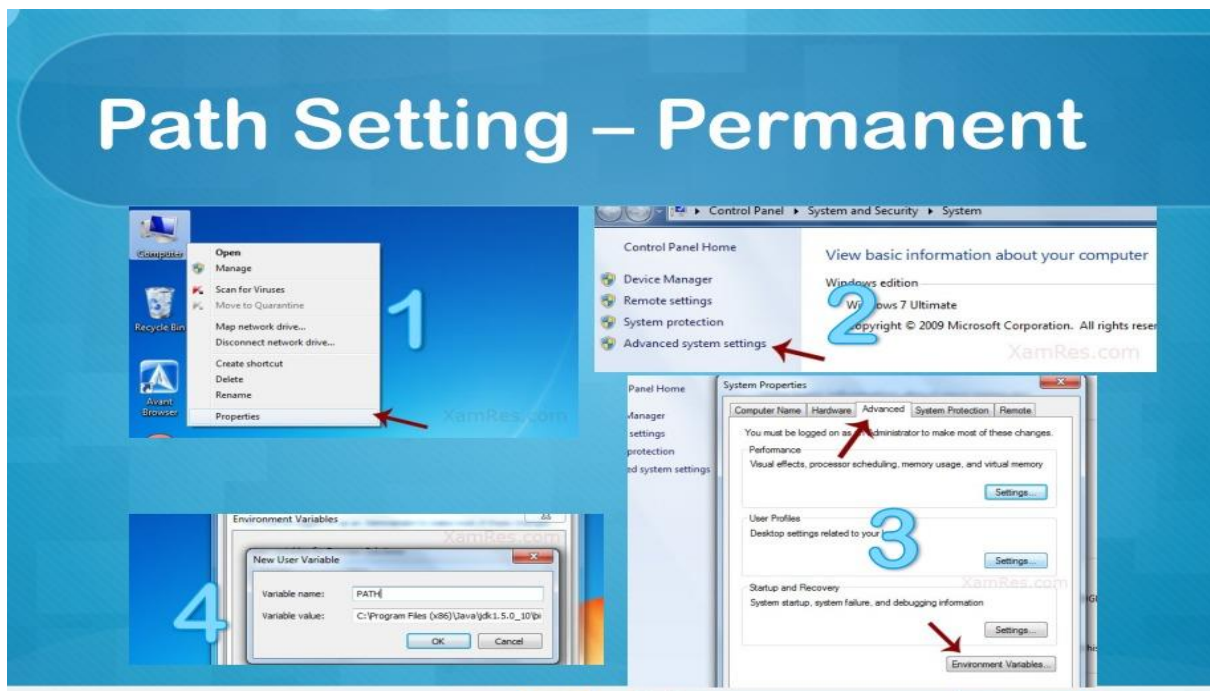 Path Setting – Permanent
Computer
Recycle Bin
Avant
Browser
Open
Manage
Scan for Viruses
Move to Quarantine
Map network drive...
Disconnect network drive...
Create shortcut
Delete
Rename
Properties
1
XamRes.com
Control Panel ▸ System and Security ▸ System
Control Panel Home
Device Manager
Remote settings
System protection
Advanced system settings
View basic information about your computer
Windows edition
Windows 7 Ultimate
Copyright © 2009 Microsoft Corporation. All rights reser
2
XamRes.com
Panel Home
Manager
settings
protection
ed system settings
System Properties
Computer Name
Hardware
Advanced
System Protection
Remote
You must be logged on as an Administrator to make most of these changes.
Performance
Visual effects, processor scheduling, memory usage, and virtual memory
Settings...
User Profiles
Desktop settings related to your
Settings...
3
XamRes.com
Startup and Recovery
System startup, system failure, and debugging information
Settings...
Environment Variables...
4
Environment Variables
XamRes.com
New User Variable
Variable name:
PATH
Variable value:
C:\Program Files (x86)\Java\jdk1.5.0_10\bi
OK
Cancel